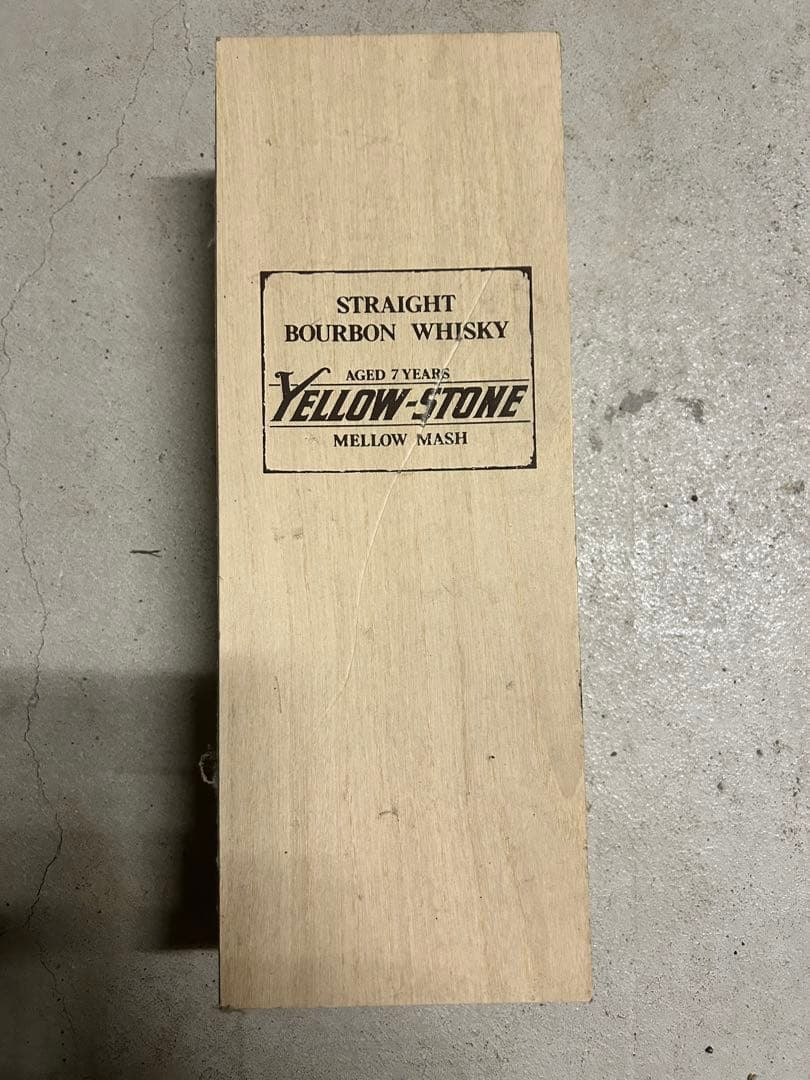 STRAIGHT
BOURBON WHISKY
AGED 7 YEARS
YELLOW-STONE
MELLOW MASH